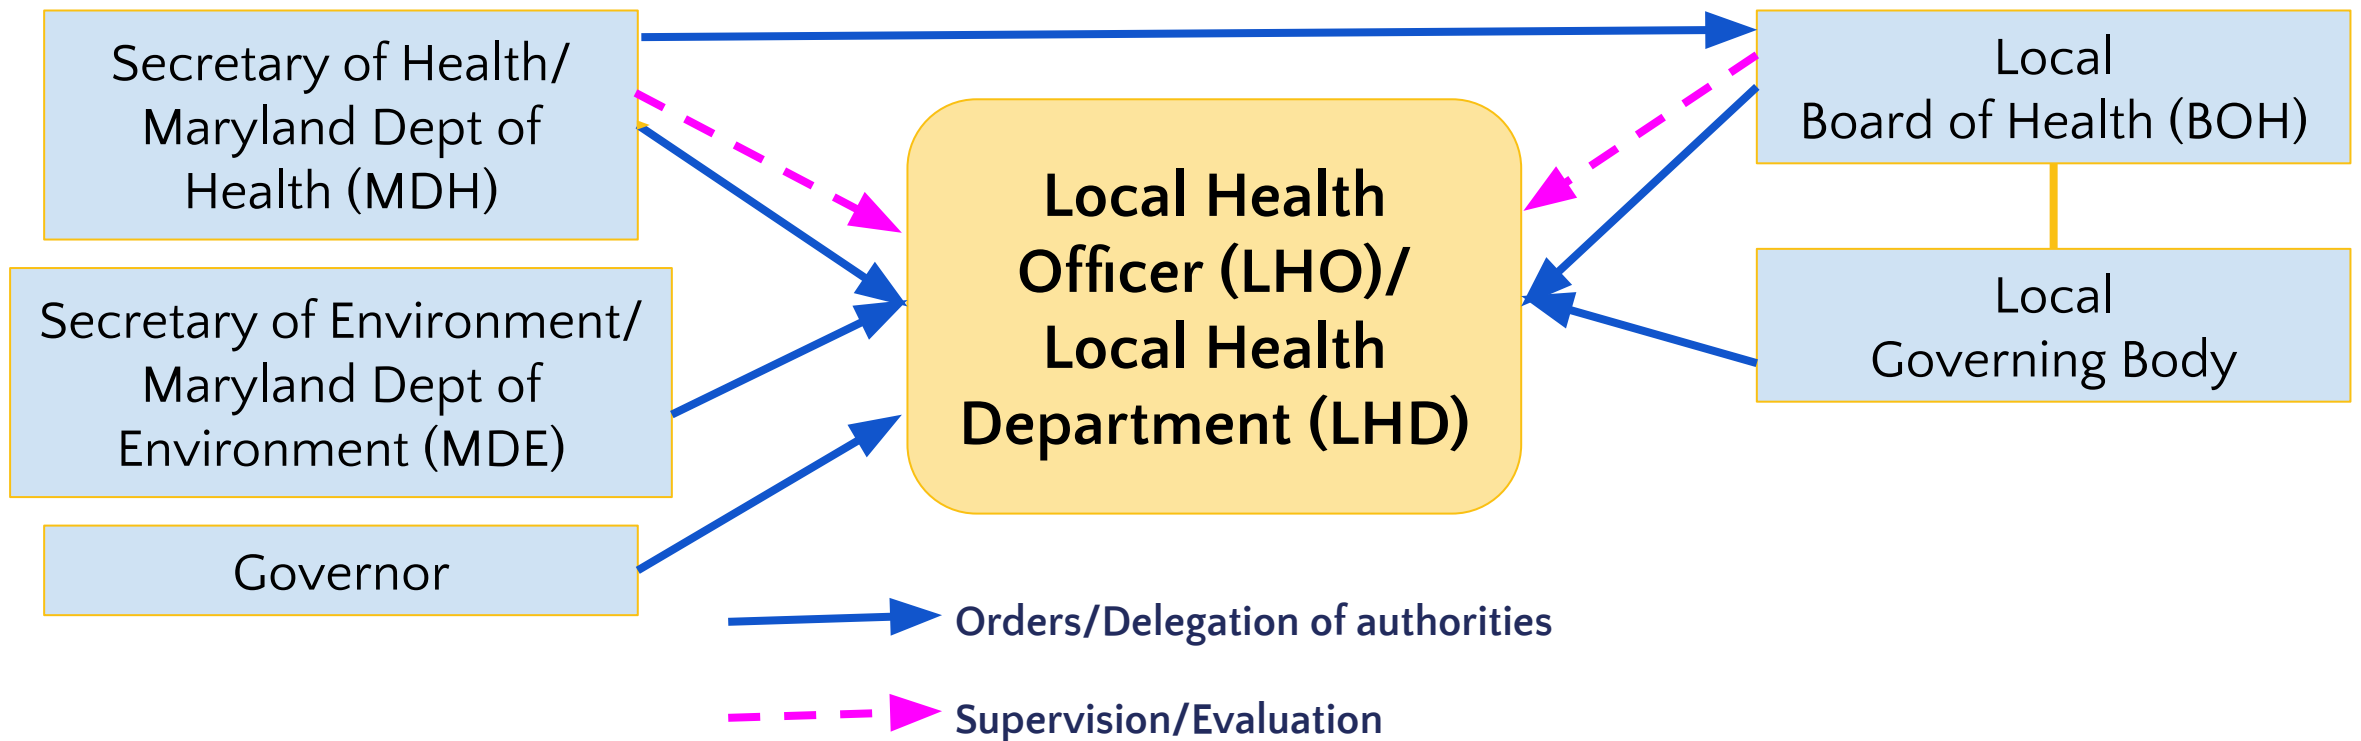 Secretary of Health/
Maryland Dept of
Health (MDH)
Secretary of Environment/
Maryland Dept of
Environment (MDE)
Governor
Local Health
Officer (LHO)/
Local Health
Department (LHD)
Local
Board of Health (BOH)
Local
Governing Body
Orders/Delegation of authorities
Supervision/Evaluation